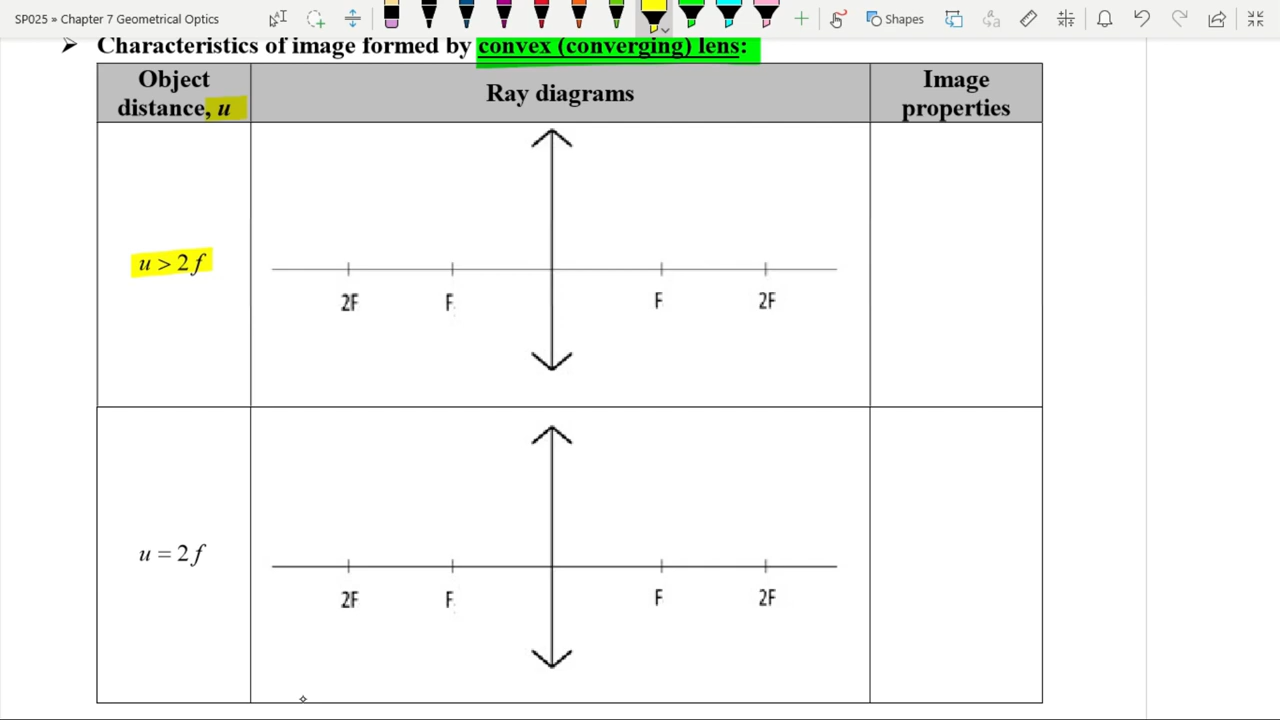 SP025 » Chapter 7 Geometrical Optics
Shapes
➤ Characteristics of image formed by convex (converging) lens:
Object distance, u
Ray diagrams
Image properties
u > 2f
2F F F 2F
u = 2f
2F F F 2F